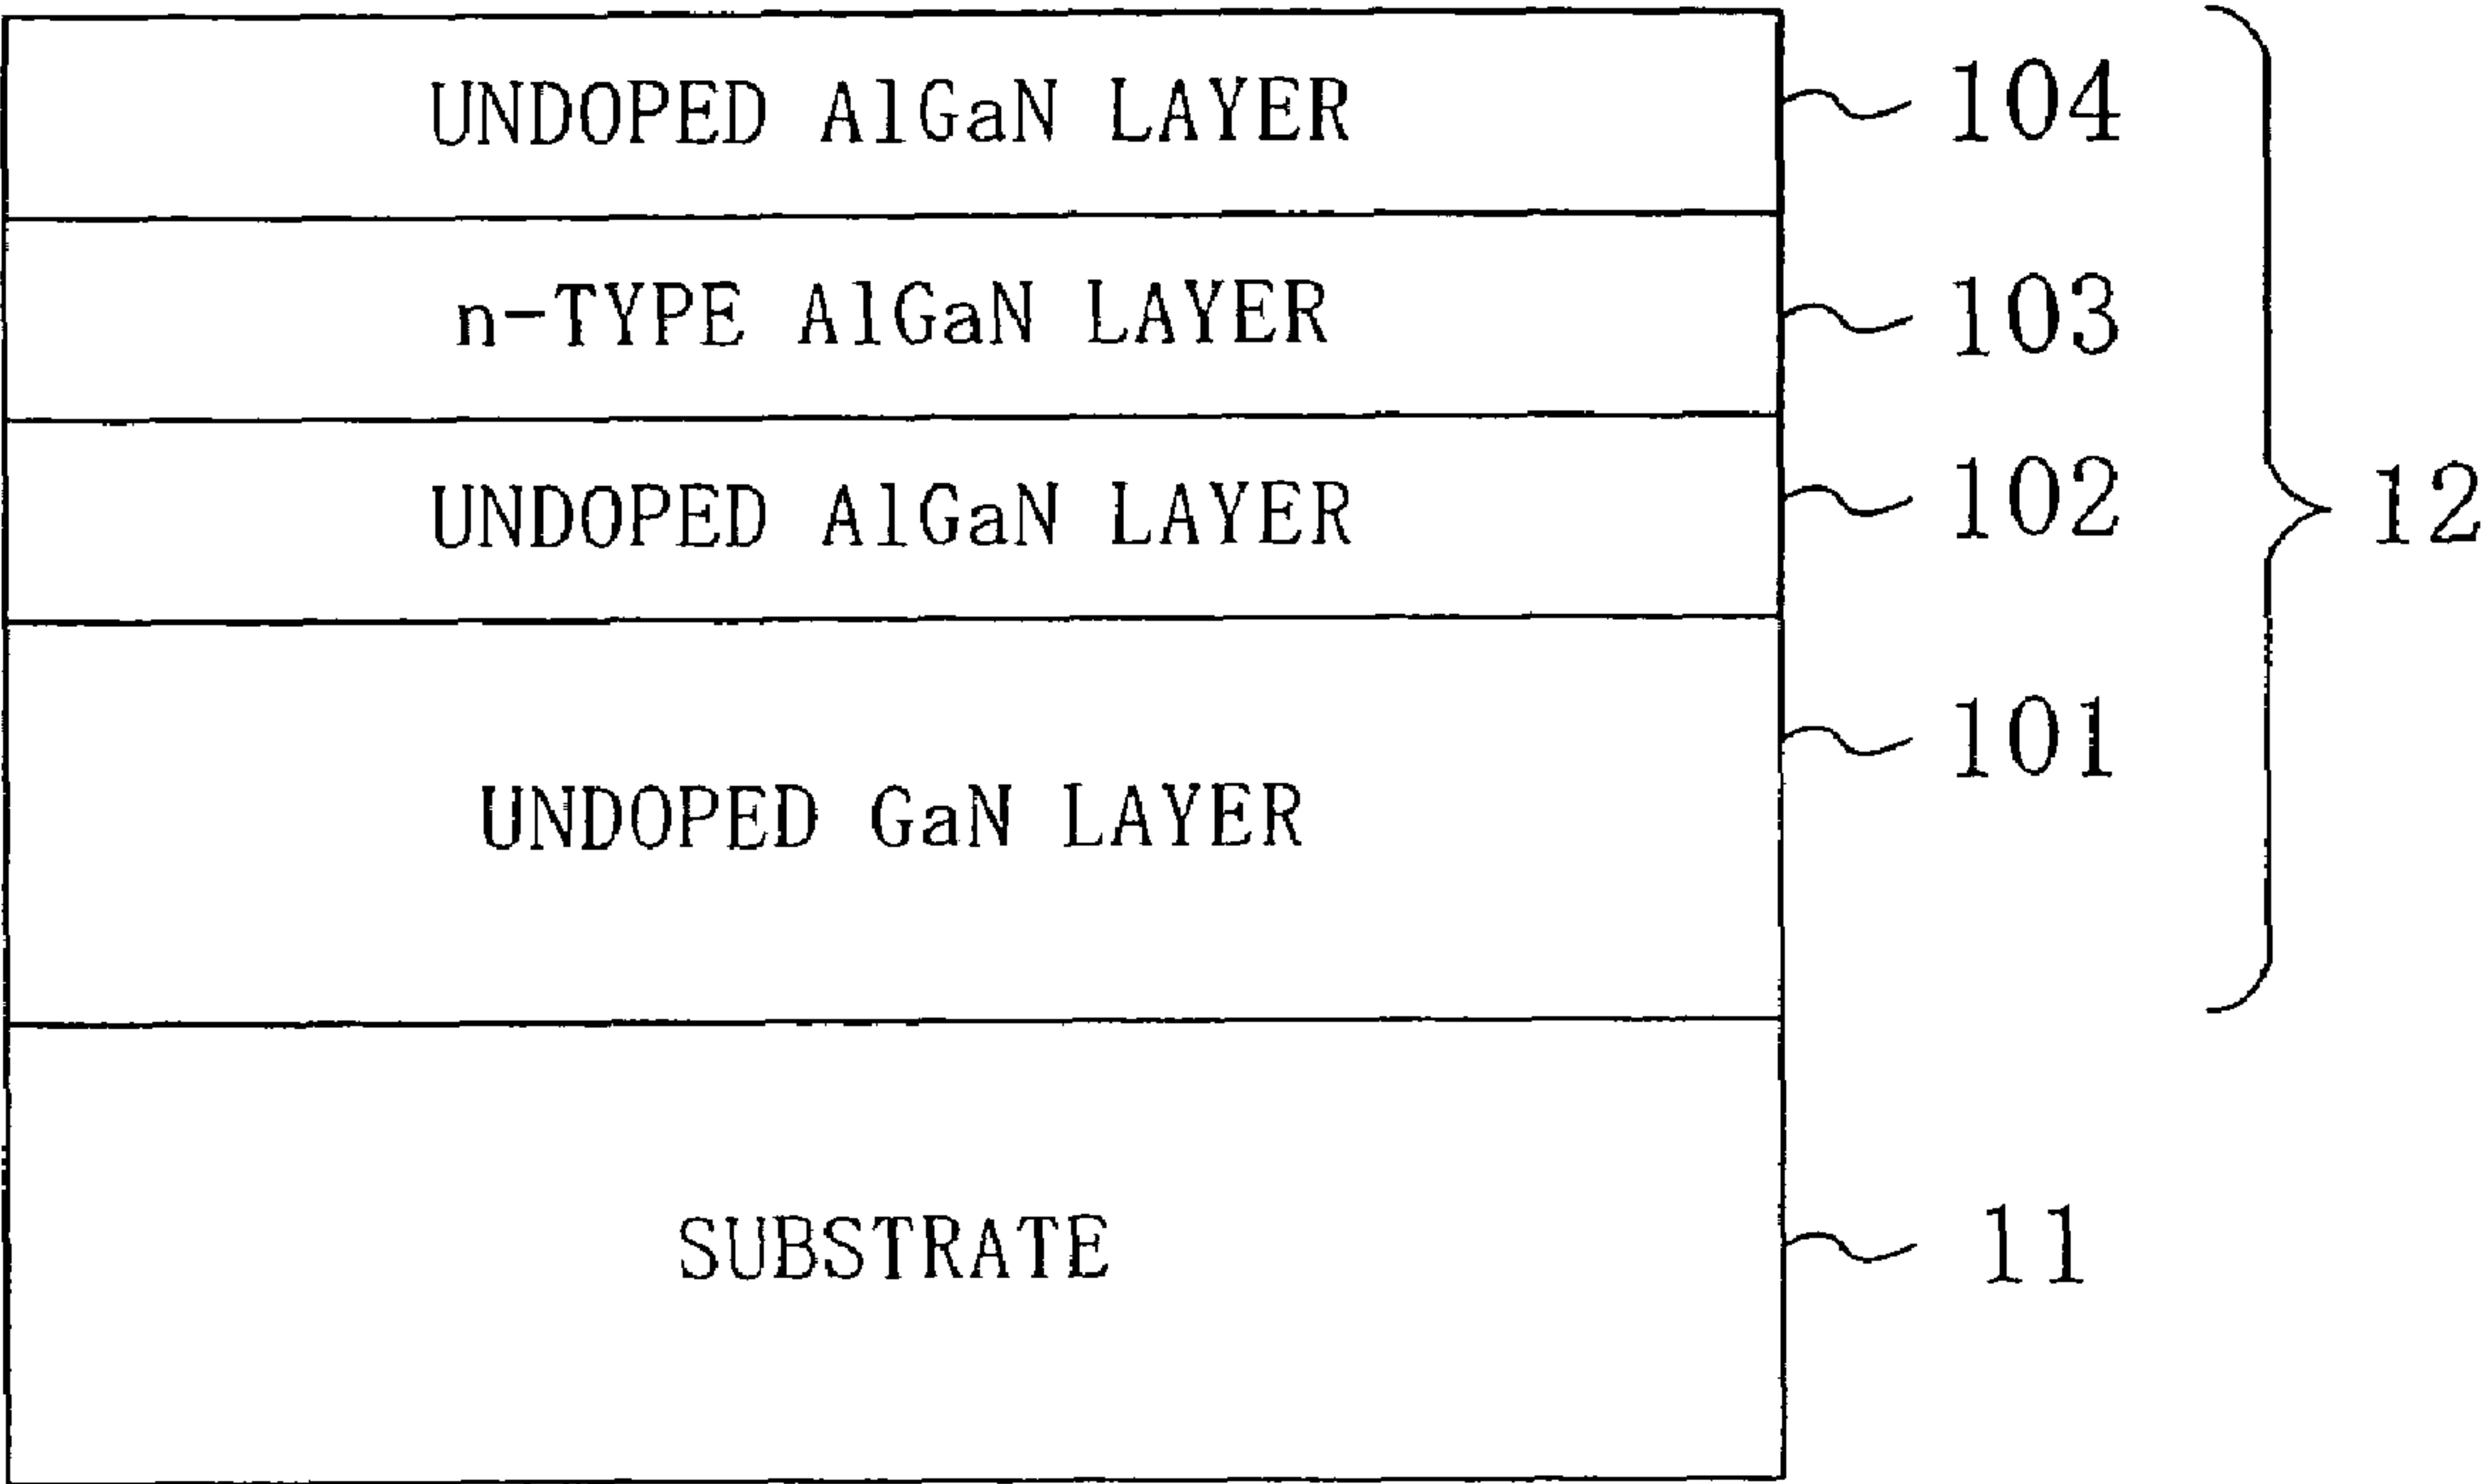 UNDOPED AlGaN LAYER 104
n-TYPE AlGaN LAYER 103
UNDOPED AlGaN LAYER 102
12
UNDOPED GaN LAYER 101
SUBSTRATE 11